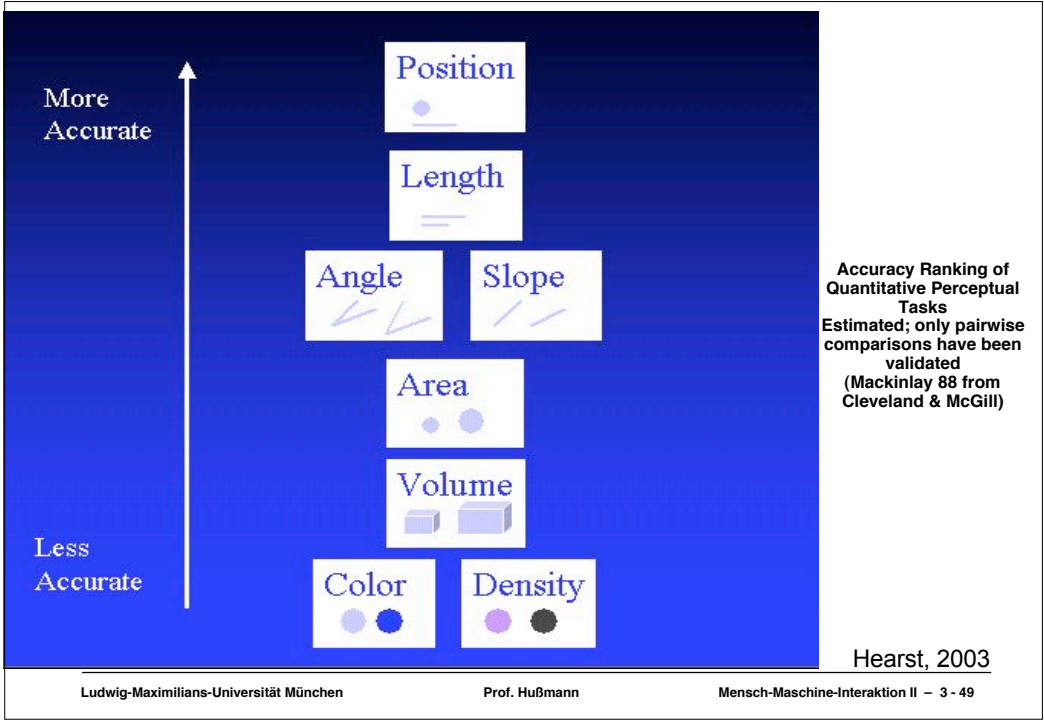 More
Accurate
Position
Length
Angle Slope
Area
Volume
Less
Accurate
Color Density
Accuracy Ranking of
Quantitative Perceptual
Tasks
Estimated; only pairwise
comparisons have been
validated
(Mackinlay 88 from
Cleveland & McGill)
Hearst, 2003
Ludwig-Maximilians-Universität München Prof. Hußmann Mensch-Maschine-Interaktion II – 3 - 49